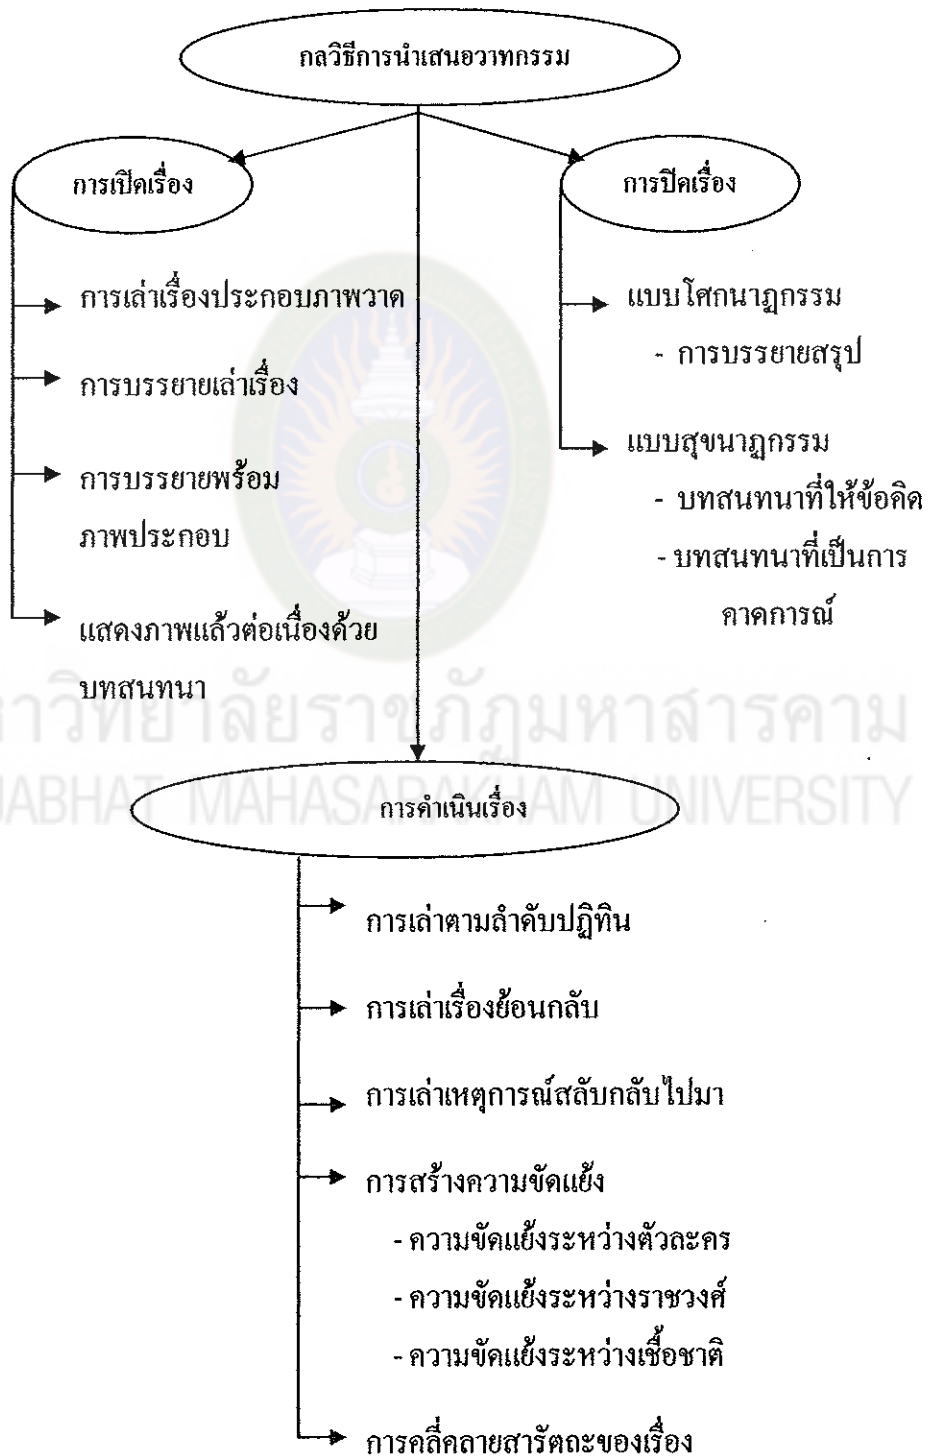 กลวิธีการนำเสนอวาทกรรม
การเปิดเรื่อง
การเล่าเรื่องประกอบภาพวาด
การบรรยายเล่าเรื่อง
การบรรยายพร้อม
ภาพประกอบ
แสดงภาพแล้วต่อเนื่องด้วย
บทสนทนา
การปิดเรื่อง
แบบโศกนาฏกรรม
- การบรรยายสรุป
แบบสุขนาฏกรรม
- บทสนทนาที่ให้ข้อคิด
- บทสนทนาที่เป็นการ
คาดการณ์
าวิทยาลัยราชภัฏมหาสารคาม
JABHAT MAHASARAKHAM UNIVERSITY
การดำเนินเรื่อง
การเล่าตามลำดับปฏิทิน
การเล่าเรื่องย้อนกลับ
การเล่าเหตุการณ์สลับกลับไปมา
การสร้างความขัดแย้ง
- ความขัดแย้งระหว่างตัวละคร
- ความขัดแย้งระหว่างราชวงศ์
- ความขัดแย้งระหว่างเชื้อชาติ
การคลี่คลายสารัตถะของเรื่อง